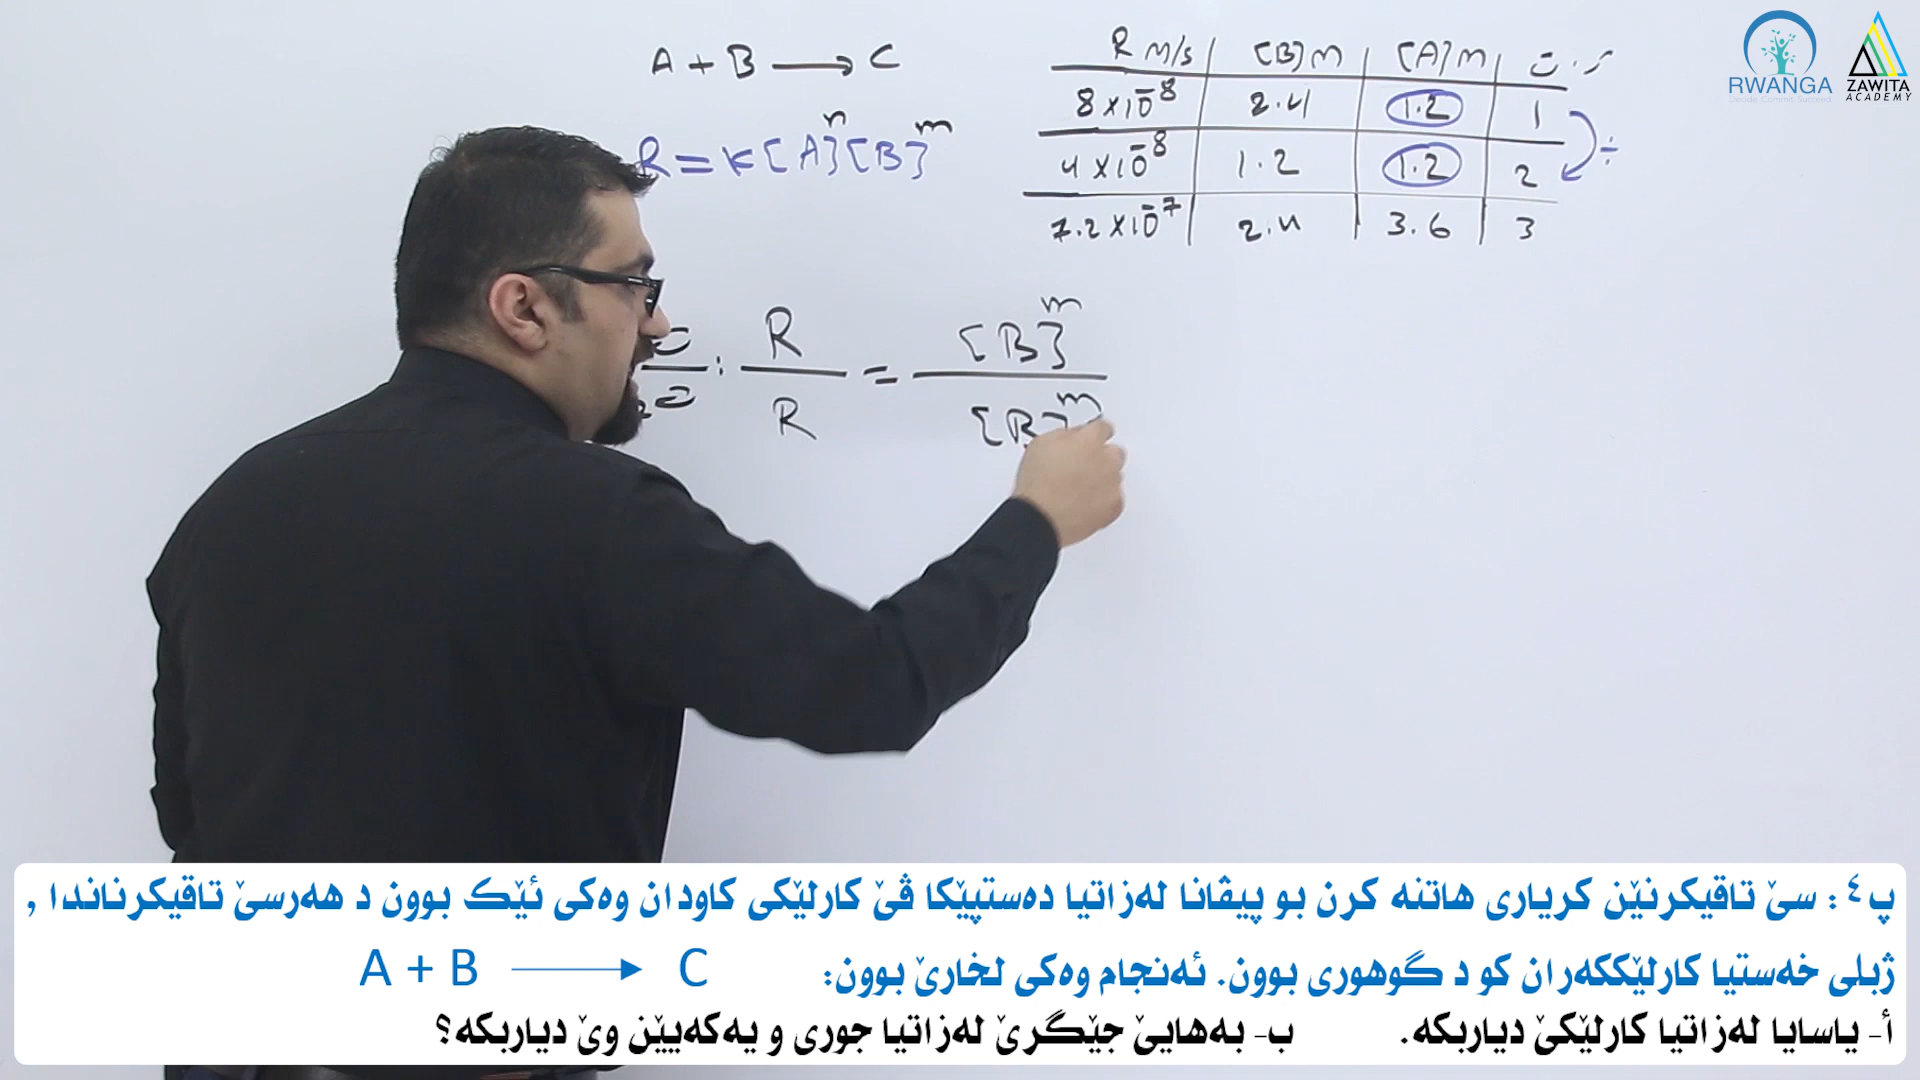 A + B ⟶ C
R = K [A]ⁿ [B]ᵐ
R M/s | [B] m | [A] m | ت.ر
8 × 10⁻⁸ | 2.4 | 1.2 | 1
4 × 10⁻⁸ | 1.2 | 1.2 | 2
7.2 × 10⁻⁷ | 2.4 | 3.6 | 3
÷
: R / R = [B]ᵐ / [B]ᵐ
RWANGA
Decide Commit Succeed
ZAWITA
ACADEMY
پ٤ : سێ تاقیکرنێن کریاری هاتنە کرن بو پیڤانا لەزاتیا دەستپێکا ڤێ کارلێکی کاودان وەکی ئێک بوون د هەرسێ تاقیکرناندا ,
ژبلی خەستیا کارلێککەران کو د گوهوری بوون. ئەنجام وەکی لخارێ بوون: A + B ⟶ C
أ- یاسایا لەزاتیا کارلێکێ دیاربکە. ب- بەهایێ جێگرێ لەزاتیا جوری و یەکەیێن وێ دیاربکە؟